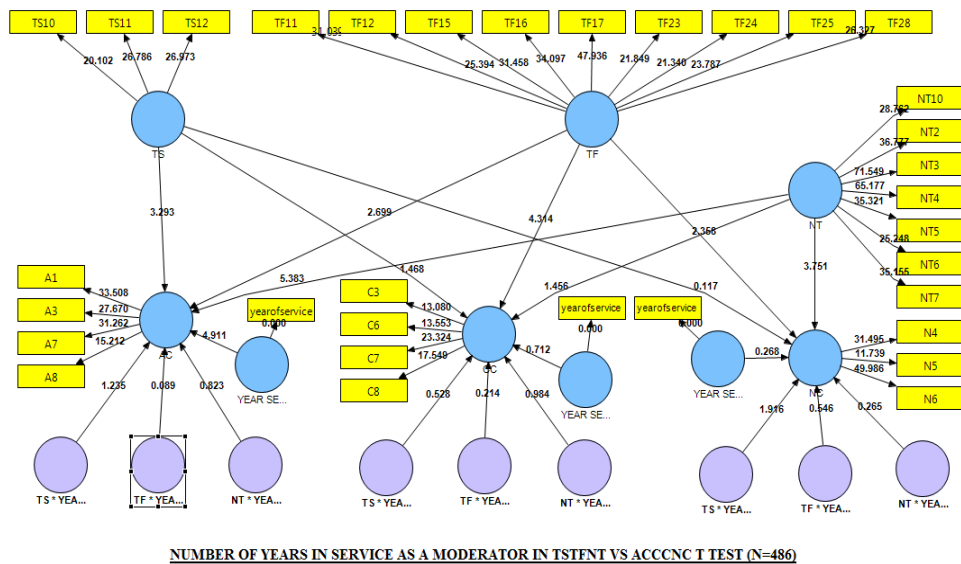 TS10 TS11 TS12 TF11 TF12 TF15 TF16 TF17 TF23 TF24 TF25 TF28
31.039 26.327
20.102 26.786 26.973 25.394 31.458 34.097 47.936 21.849 21.340 23.787
TS TF NT
NT10
28.762
NT2
36.777
NT3
71.549
NT4
65.177
NT5
35.321
NT6
25.248
NT7
35.155
3.293 2.699 4.314 2.356 3.751
5.383 1.468 1.456 0.117
A1
33.508
A3
27.670
A7
31.262
A8
15.212
AC
4.911
yearofservice
0.000
YEAR SE...
C3
13.080
C6
13.553
C7
23.324
C8
17.549
CC
0.712
yearofservice
0.000
YEAR SE...
yearofservice
0.000
YEAR SE...
0.268
NC
N4
31.495
N5
11.739
N6
49.986
1.235 0.089 0.823
0.528 0.214 0.984
1.916 0.546 0.265
TS * YEA... TF * YEA... NT * YEA...
TS * YEA... TF * YEA... NT * YEA...
TS * YEA... TF * YEA... NT * YEA...
NUMBER OF YEARS IN SERVICE AS A MODERATOR IN TSTFNT VS ACCCNC T TEST (N=486)